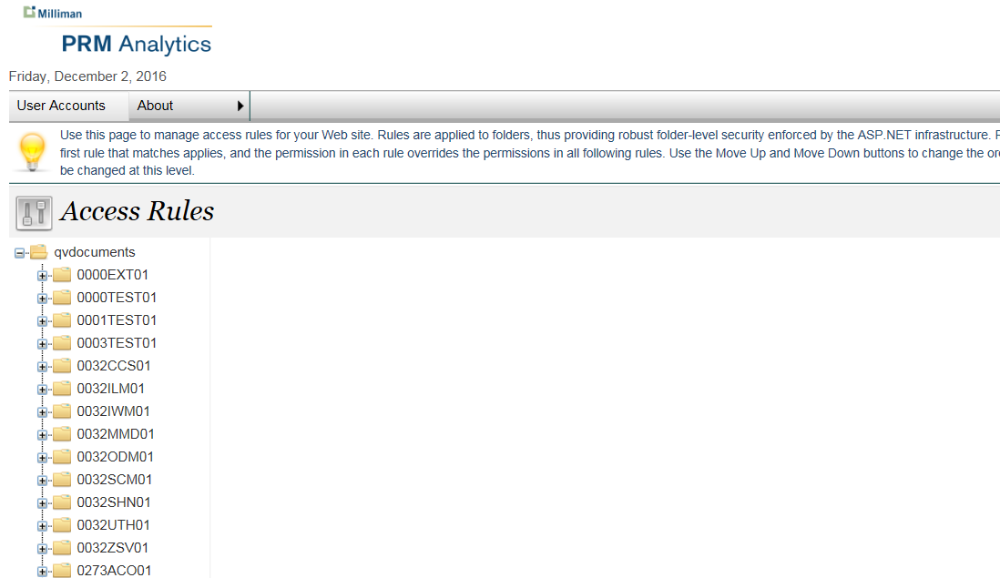 Milliman
PRM Analytics
Friday, December 2, 2016
User Accounts About
Use this page to manage access rules for your Web site. Rules are applied to folders, thus providing robust folder-level security enforced by the ASP.NET infrastructure.
first rule that matches applies, and the permission in each rule overrides the permissions in all following rules. Use the Move Up and Move Down buttons to change the
be changed at this level.
Access Rules
qvdocuments
0000EXT01
0000TEST01
0001TEST01
0003TEST01
0032CCS01
0032ILM01
0032IWM01
0032MMD01
0032ODM01
0032SCM01
0032SHN01
0032UTH01
0032ZSV01
0273ACO01